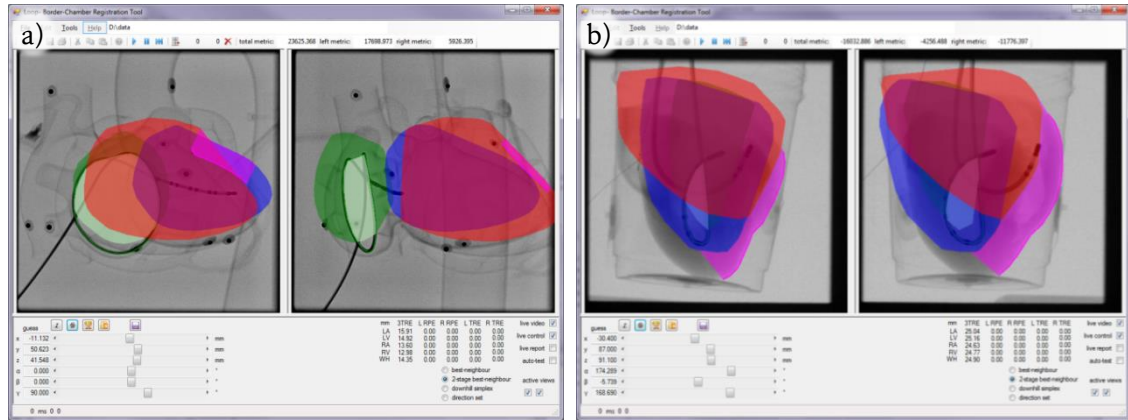 a)
Loop- Border-Chamber Registration Tool
Tools Help D:\data
0 0 total metric: 23625.368 left metric: 17698.973 right metric: 5926.395
guess
x -11.132 mm
y 50.623 mm
z 41.548 mm
α 0.000 °
β 0.000 °
γ 90.000 °
mm 3TRE L RPE R RPE L TRE R TRE
LA 15.91 0.00 0.00 0.00 0.00
LV 14.92 0.00 0.00 0.00 0.00
RA 13.60 0.00 0.00 0.00 0.00
RV 12.98 0.00 0.00 0.00 0.00
WH 14.35 0.00 0.00 0.00 0.00
best-neighbour
2-stage best-neighbour
downhill simplex
direction set
live video
live control
live report
auto-test
active views
0 ms 0 0
b)
Loop- Border-Chamber Registration Tool
Tools Help D:\data
0 0 total metric: -16032.886 left metric: -4256.488 right metric: -11776.397
guess
x -30.400 mm
y 87.000 mm
z 91.100 mm
α 174.289 °
β -5.739 °
γ 168.690 °
mm 3TRE L RPE R RPE L TRE R TRE
LA 25.04 0.00 0.00 0.00 0.00
LV 25.16 0.00 0.00 0.00 0.00
RA 24.63 0.00 0.00 0.00 0.00
RV 24.77 0.00 0.00 0.00 0.00
WH 24.90 0.00 0.00 0.00 0.00
best-neighbour
2-stage best-neighbour
downhill simplex
direction set
live video
live control
live report
auto-test
active views
0 ms 0 0